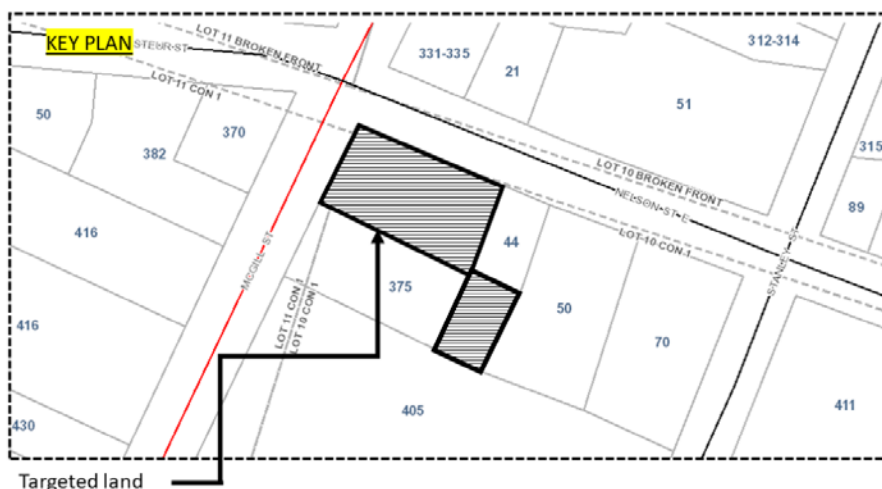 KEY PLAN
STEUR ST
LOT 11 BROKEN FRONT
LOT 11 CON 1
331-335
21
312-314
51
50
382
370
315
89
LOT 10 BROKEN FRONT
NELSON ST E
LOT 10 CON 1
STANLEY ST
416
MCGILL ST
44
375
50
LOT 11 CON 1
LOT 10 CON 1
70
416
405
411
430
Targeted land